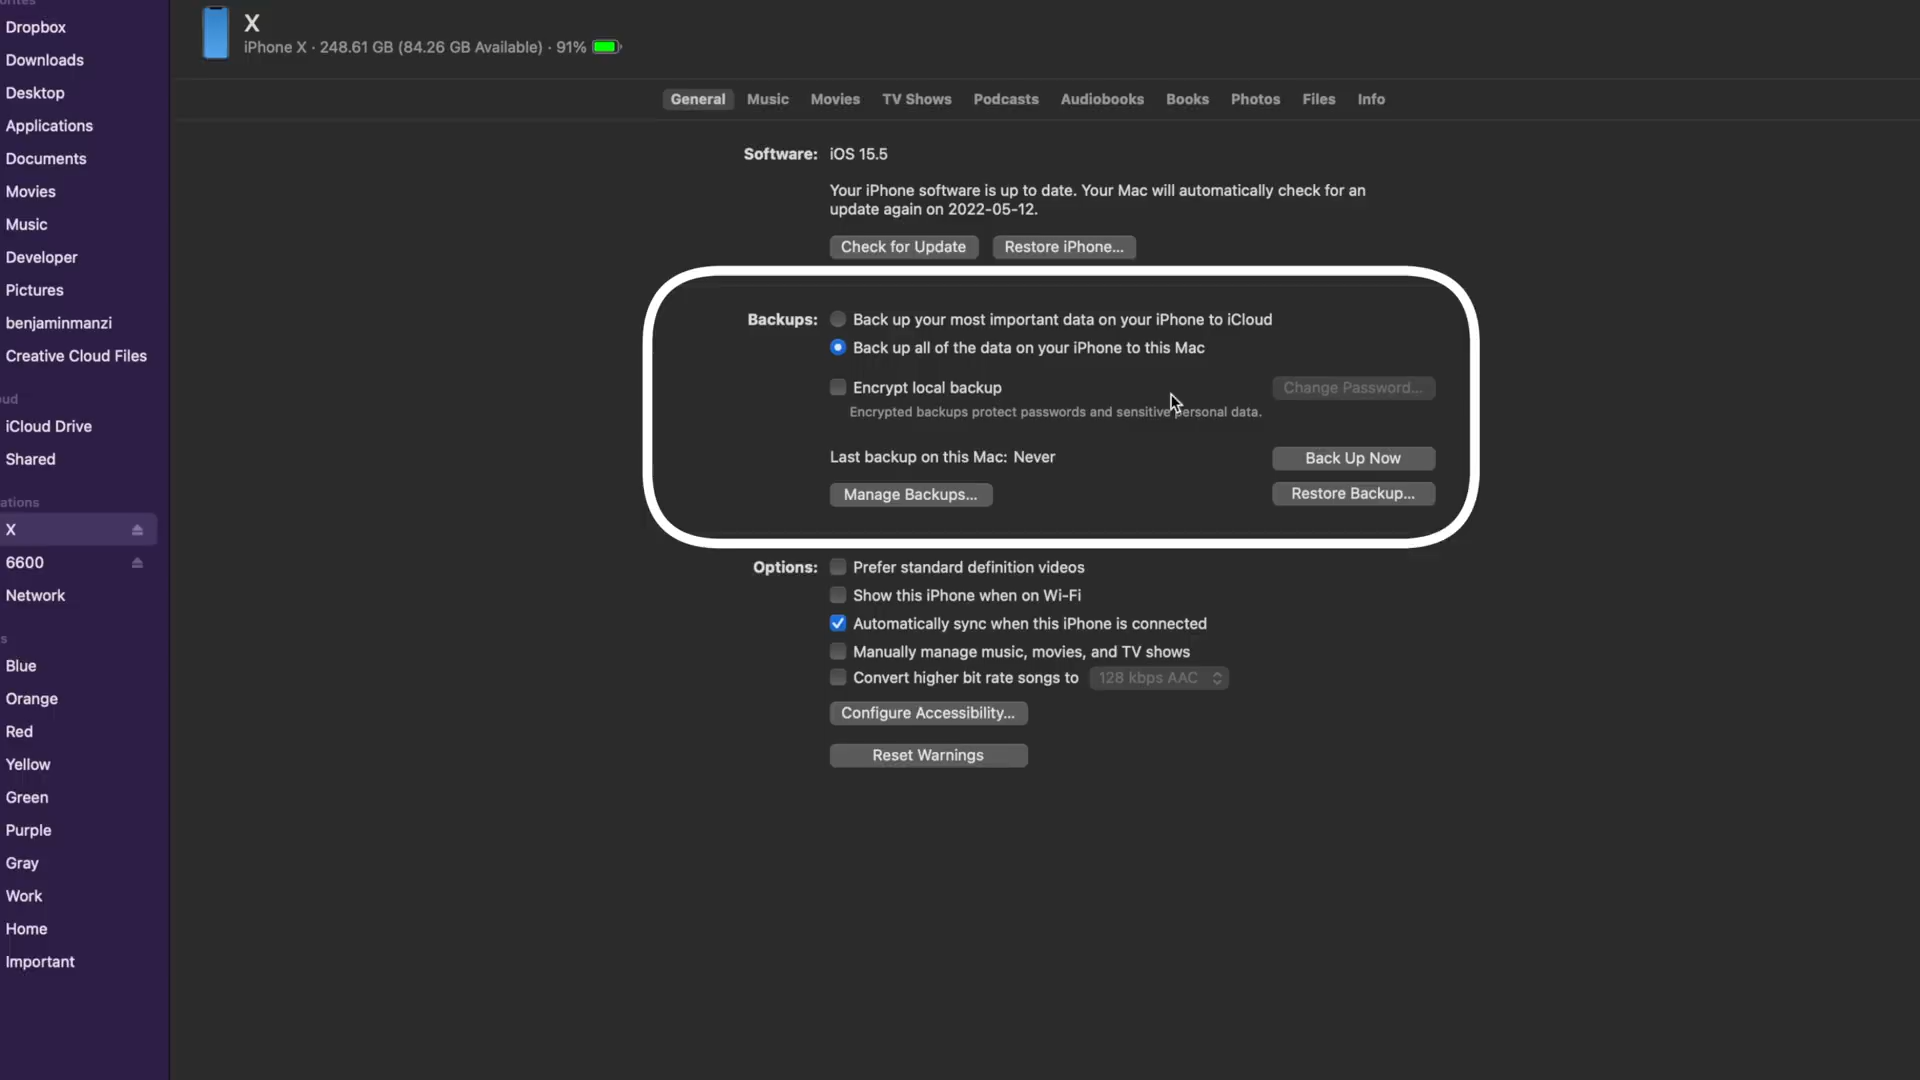 Dropbox
Downloads
Desktop
Applications
Documents
Movies
Music
Developer
Pictures
benjaminmanzi
Creative Cloud Files
oud
iCloud Drive
Shared
ations
X
6600
Network
s
Blue
Orange
Red
Yellow
Green
Purple
Gray
Work
Home
Important
X
iPhone X · 248.61 GB (84.26 GB Available) · 91%
General Music Movies TV Shows Podcasts Audiobooks Books Photos Files Info
Software: iOS 15.5
Your iPhone software is up to date. Your Mac will automatically check for an
update again on 2022-05-12.
Check for Update Restore iPhone...
Backups: Back up your most important data on your iPhone to iCloud
Back up all of the data on your iPhone to this Mac
Encrypt local backup Change Password...
Encrypted backups protect passwords and sensitive personal data.
Last backup on this Mac: Never Back Up Now
Manage Backups... Restore Backup...
Options: Prefer standard definition videos
Show this iPhone when on Wi-Fi
Automatically sync when this iPhone is connected
Manually manage music, movies, and TV shows
Convert higher bit rate songs to 128 kbps AAC
Configure Accessibility...
Reset Warnings